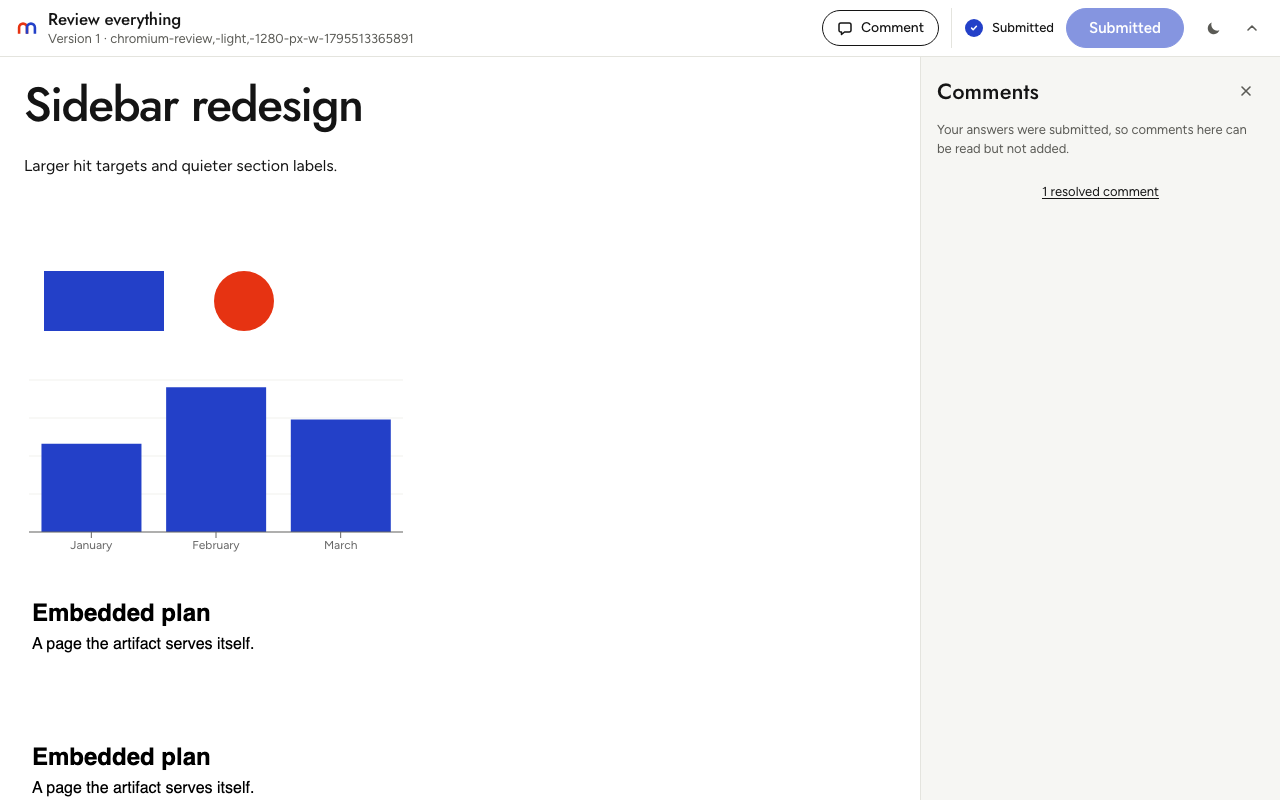 Review everything
Version 1 · chromium-review,-light,-1280-px-w-1795513365891
Comment
Submitted
Submitted
Sidebar redesign
Larger hit targets and quieter section labels.
January
February
March
Embedded plan
A page the artifact serves itself.
Embedded plan
A page the artifact serves itself.
Comments
Your answers were submitted, so comments here can
be read but not added.
1 resolved comment